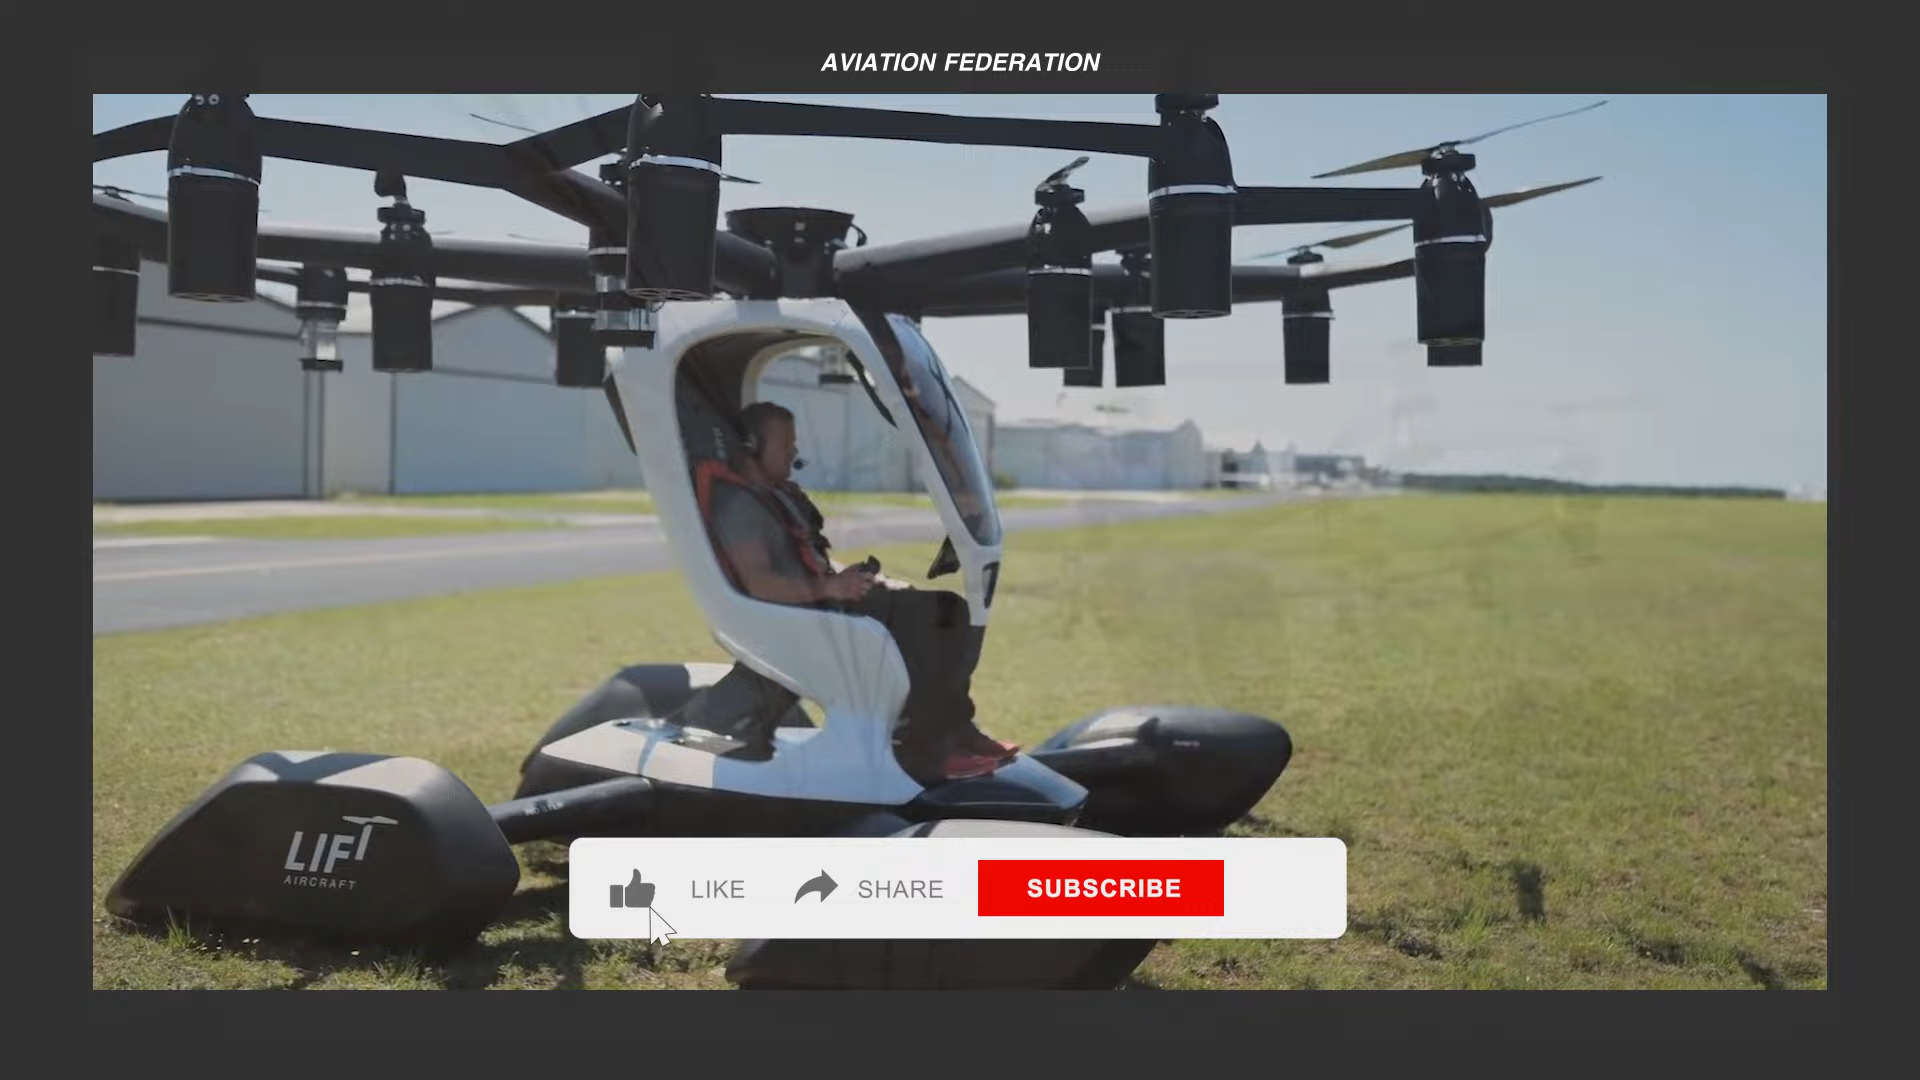 AVIATION FEDERATION
LIFT
AIRCRAFT
LIKE
SHARE
SUBSCRIBE